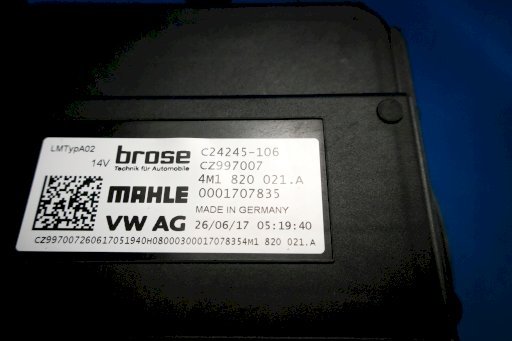 LMTypA02
14V brose C24245-106
Technik für Automobile CZ997007
4M1 820 021.A
MAHLE 0001707835
MADE IN GERMANY
VW AG 26/06/17 05:19:40
CZ997007260617051940H08000300017078354M1 820 021.A